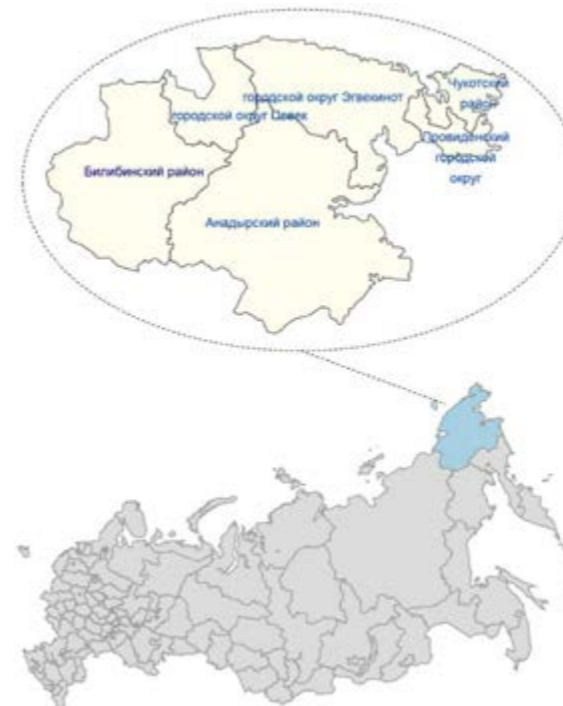 Чукотский
район
городской округ Эгвекинот
городской округ Певек
Провиденский
городской
округ
Билибинский район
Анадырский район